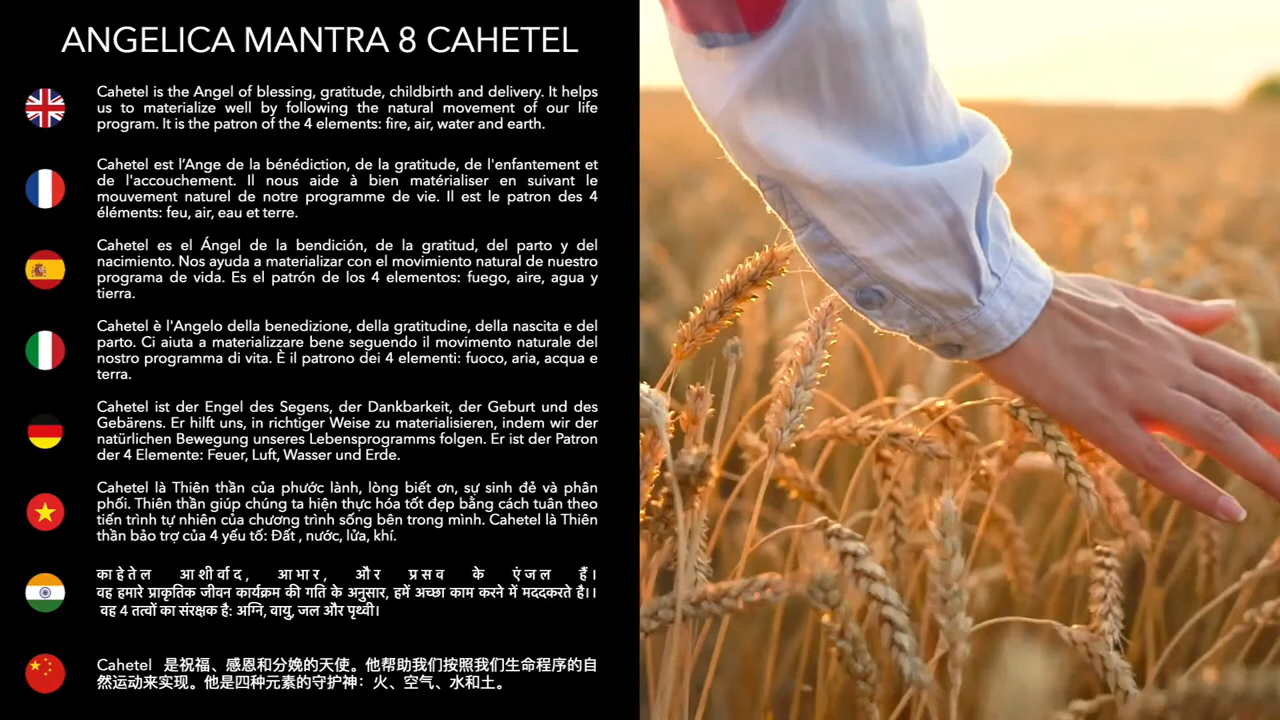 ANGELICA MANTRA 8 CAHETEL
Cahetel is the Angel of blessing, gratitude, childbirth and delivery. It helps
us to materialize well by following the natural movement of our life
program. It is the patron of the 4 elements: fire, air, water and earth.
Cahetel est l’Ange de la bénédiction, de la gratitude, de l'enfantement et
de l'accouchement. Il nous aide à bien matérialiser en suivant le
mouvement naturel de notre programme de vie. Il est le patron des 4
éléments: feu, air, eau et terre.
Cahetel es el Ángel de la bendición, de la gratitud, del parto y del
nacimiento. Nos ayuda a materializar con el movimiento natural de nuestro
programa de vida. Es el patrón de los 4 elementos: fuego, aire, agua y
tierra.
Cahetel è l'Angelo della benedizione, della gratitudine, della nascita e del
parto. Ci aiuta a materializzare bene seguendo il movimento naturale del
nostro programma di vita. È il patrono dei 4 elementi: fuoco, aria, acqua e
terra.
Cahetel ist der Engel des Segens, der Dankbarkeit, der Geburt und des
Gebärens. Er hilft uns, in richtiger Weise zu materialisieren, indem wir der
natürlichen Bewegung unseres Lebensprogramms folgen. Er ist der Patron
der 4 Elemente: Feuer, Luft, Wasser und Erde.
Cahetel là Thiên thần của phước lành, lòng biết ơn, sự sinh đẻ và phân
phối. Thiên thần giúp chúng ta hiện thực hóa tốt đẹp bằng cách tuân theo
tiến trình tự nhiên của chương trình sống bên trong mình. Cahetel là Thiên
thần bảo trợ của 4 yếu tố: Đất , nước, lửa, khí.
काहेतेल आशीर्वाद, आभार, और प्रसव के एंजल हैं।
वह हमारे प्राकृतिक जीवन कार्यक्रम की गति के अनुसार, हमें अच्छा काम करने में मददकरते है।।
वह 4 तत्वों का संरक्षक है: अग्नि, वायु, जल और पृथ्वी।
Cahetel 是祝福、感恩和分娩的天使。他帮助我们按照我们生命程序的自
然运动来实现。他是四种元素的守护神：火、空气、水和土。